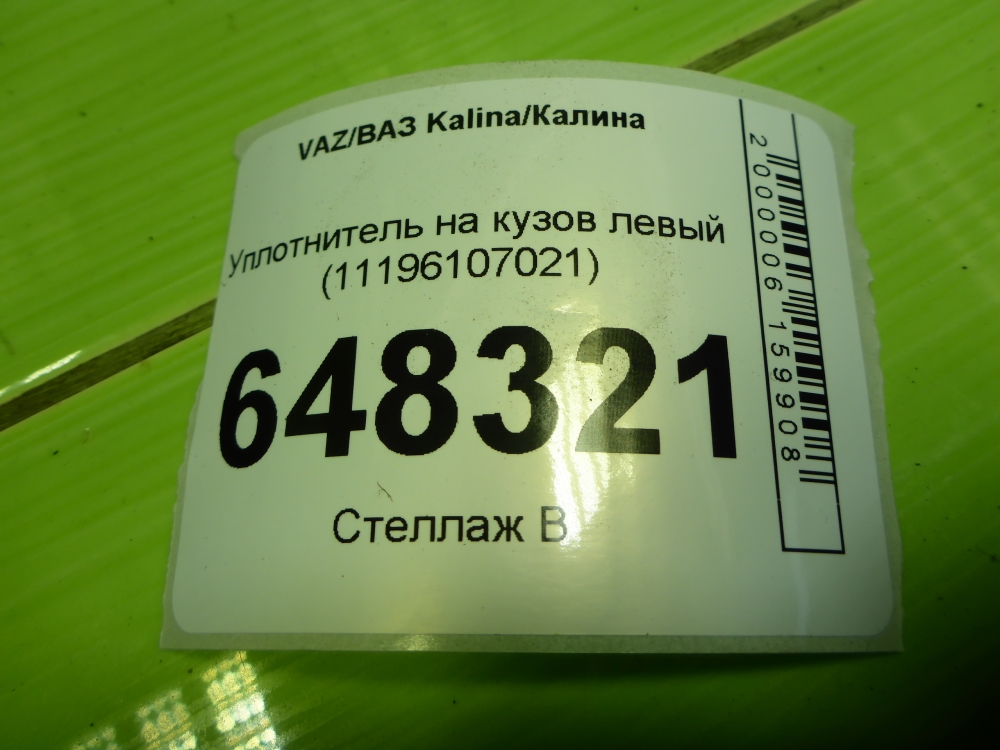 VAZ/ВАЗ Kalina/Калина
Уплотнитель на кузов левый
(11196107021)
648321
Стеллаж В
2000006159908